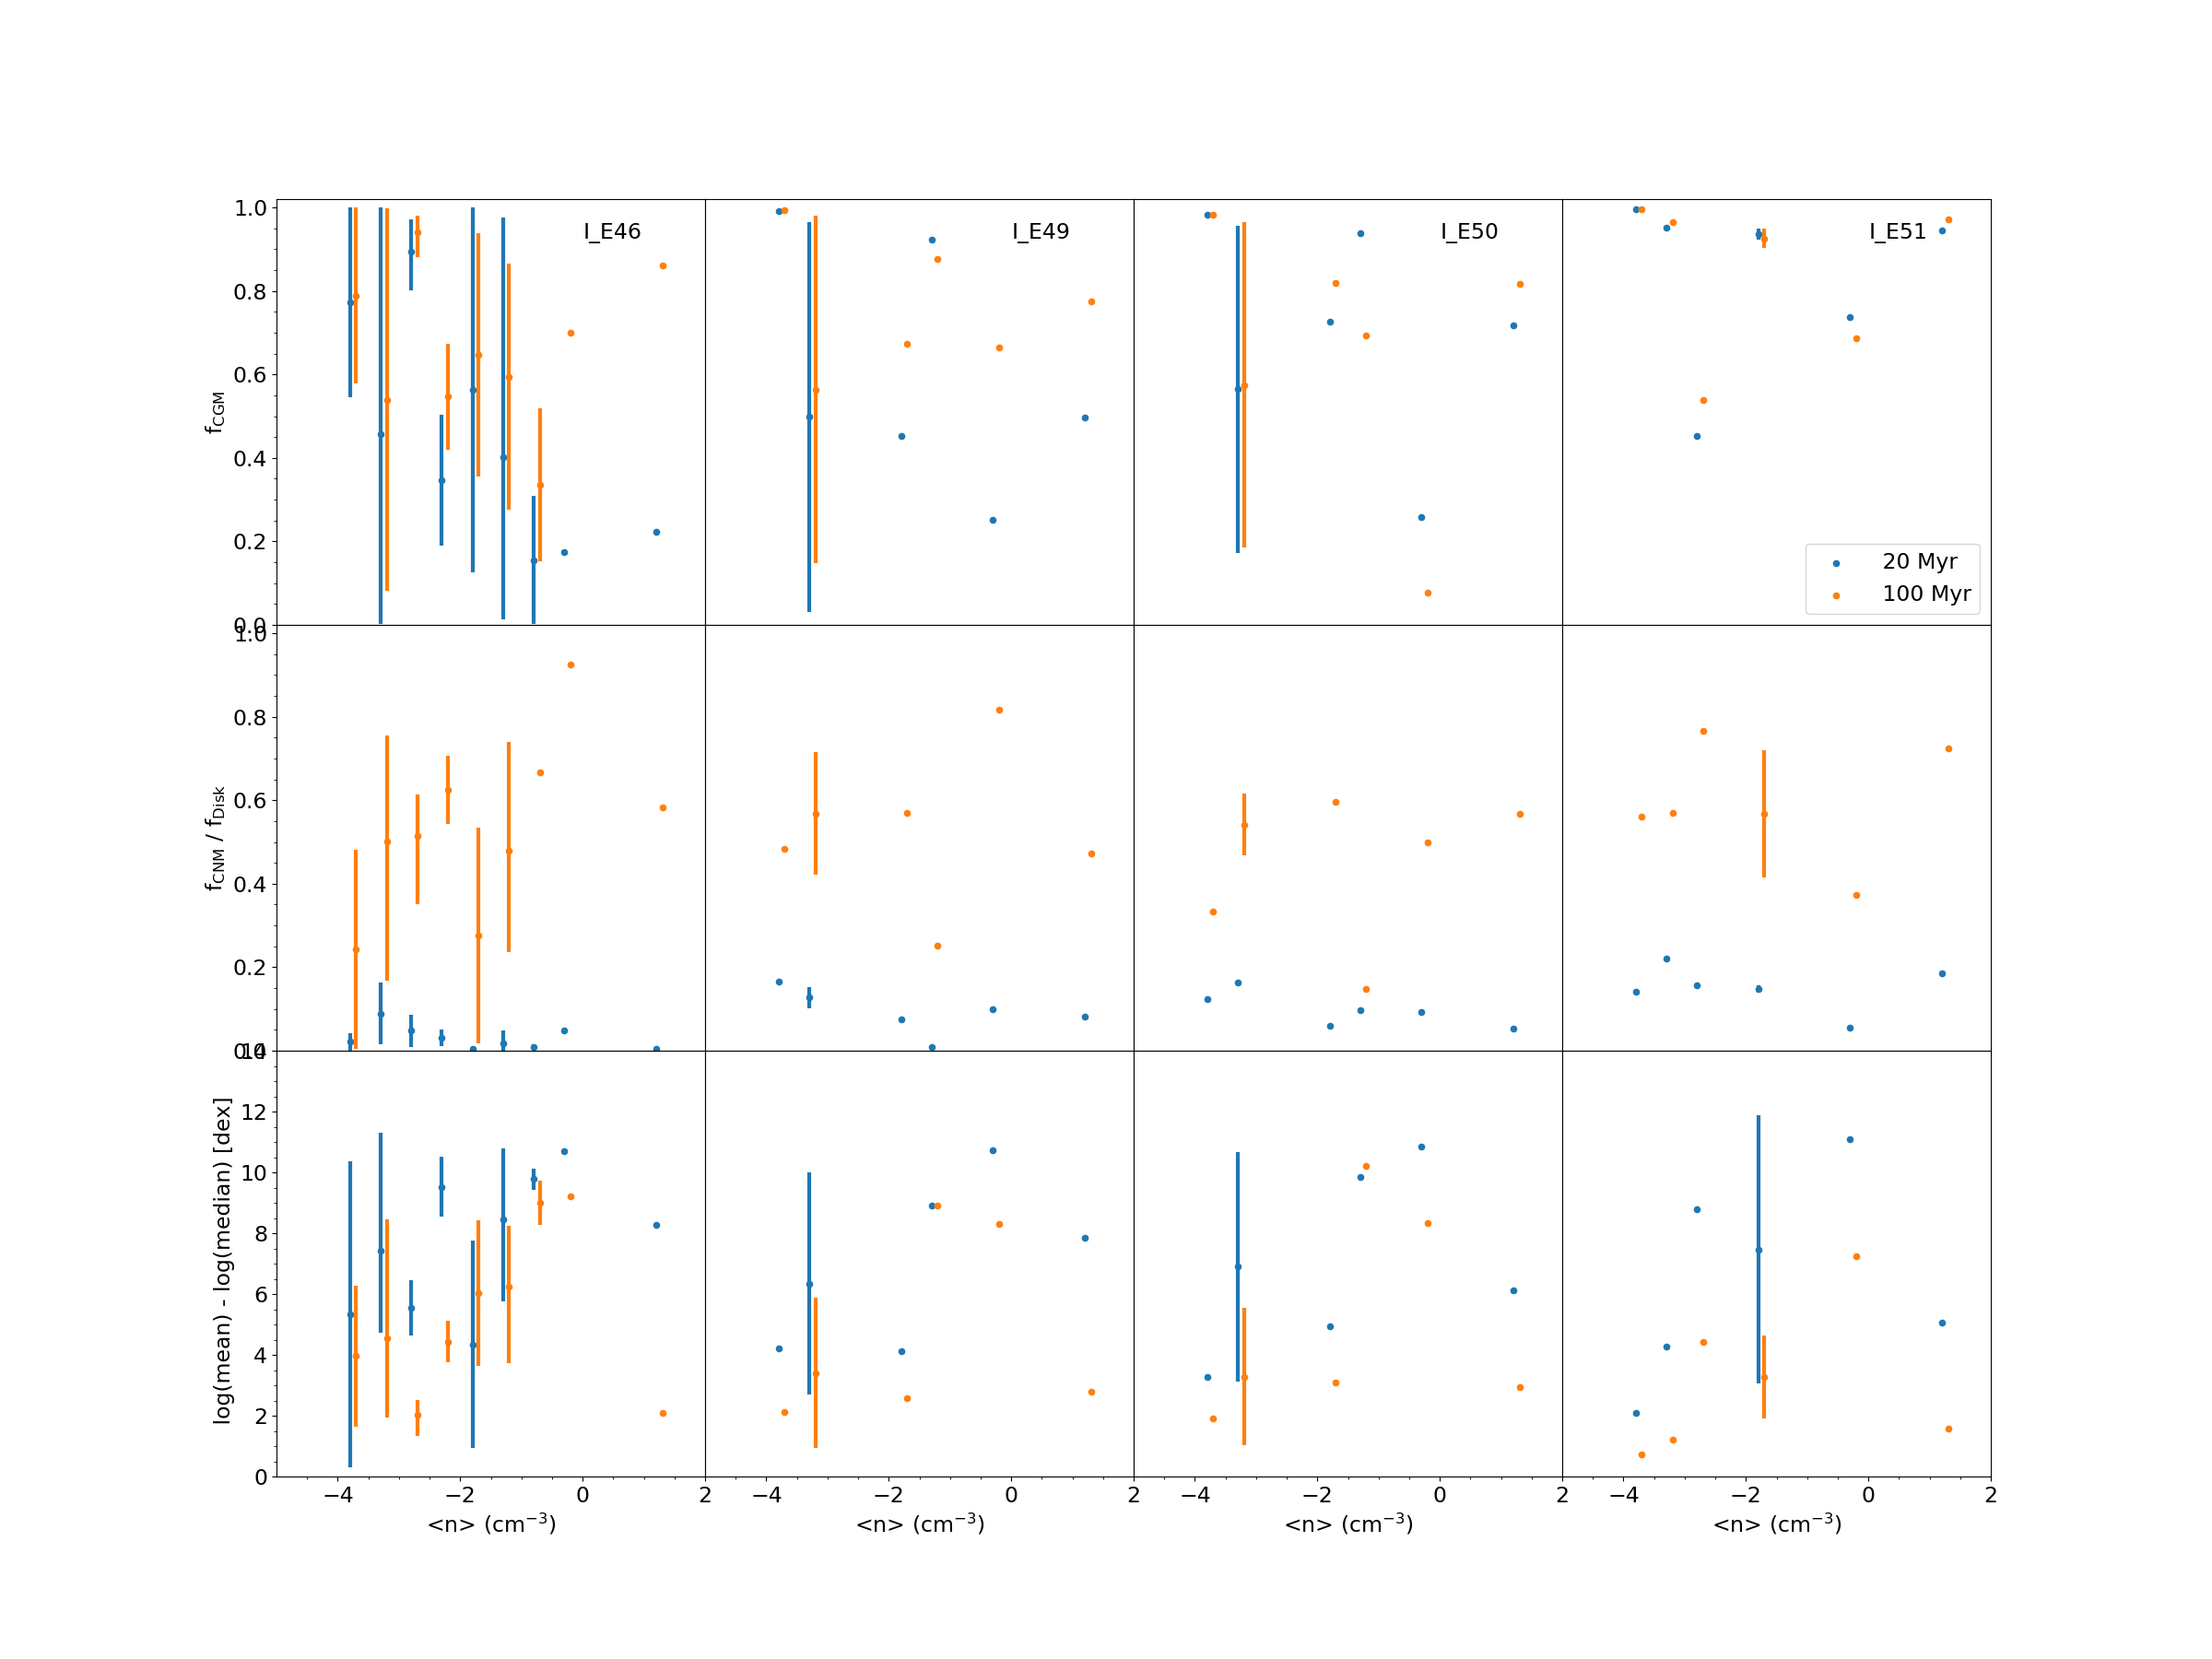 I_E46
I_E49
I_E50
I_E51
1.0
0.8
0.6
0.4
0.2
0.0
f_CGM
20 Myr
100 Myr
1.0
0.8
0.6
0.4
0.2
0.0
f_CNM / f_Disk
14
12
10
8
6
4
2
0
log(mean) - log(median) [dex]
−4 −2 0 2 −4 −2 0 2 −4 −2 0 2 −4 −2 0 2
<n> (cm⁻³) <n> (cm⁻³) <n> (cm⁻³) <n> (cm⁻³)